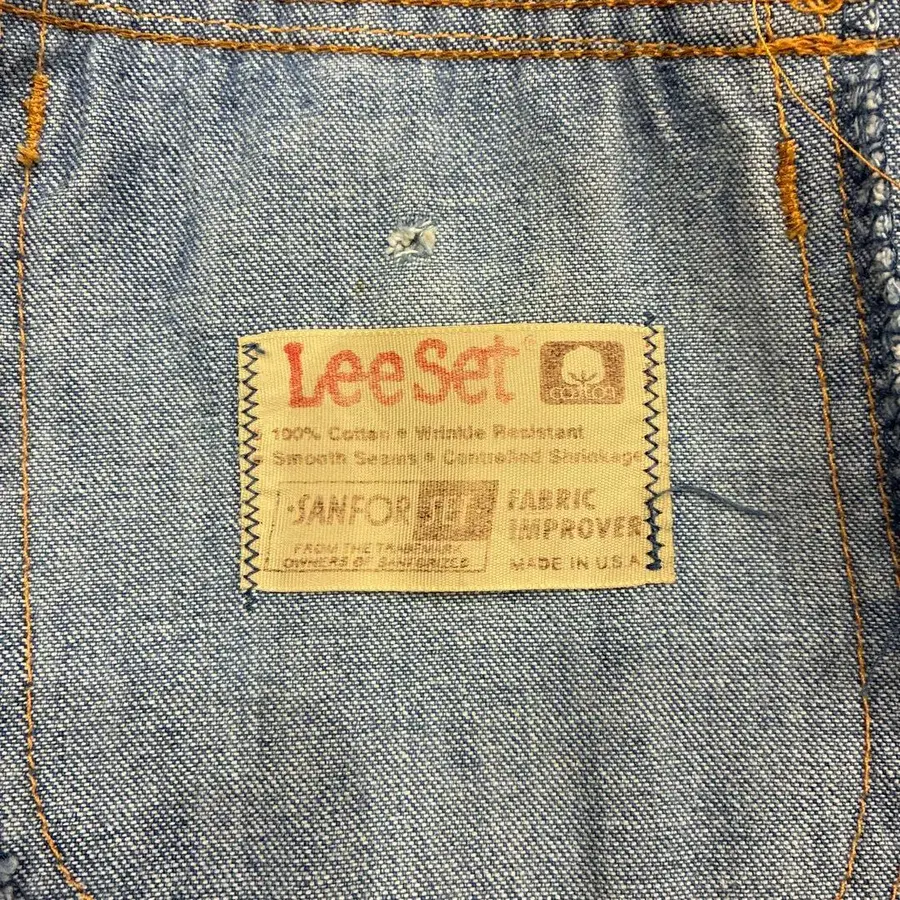 Lee Set ®
COTTON
100% Cotton • Wrinkle Resistant
Smooth Seams • Controlled Shrinkage
•SANFOR
FABRIC
IMPROVER
FROM THE TRADEMARK
OWNERS OF SANFORIZED
MADE IN U.S.A